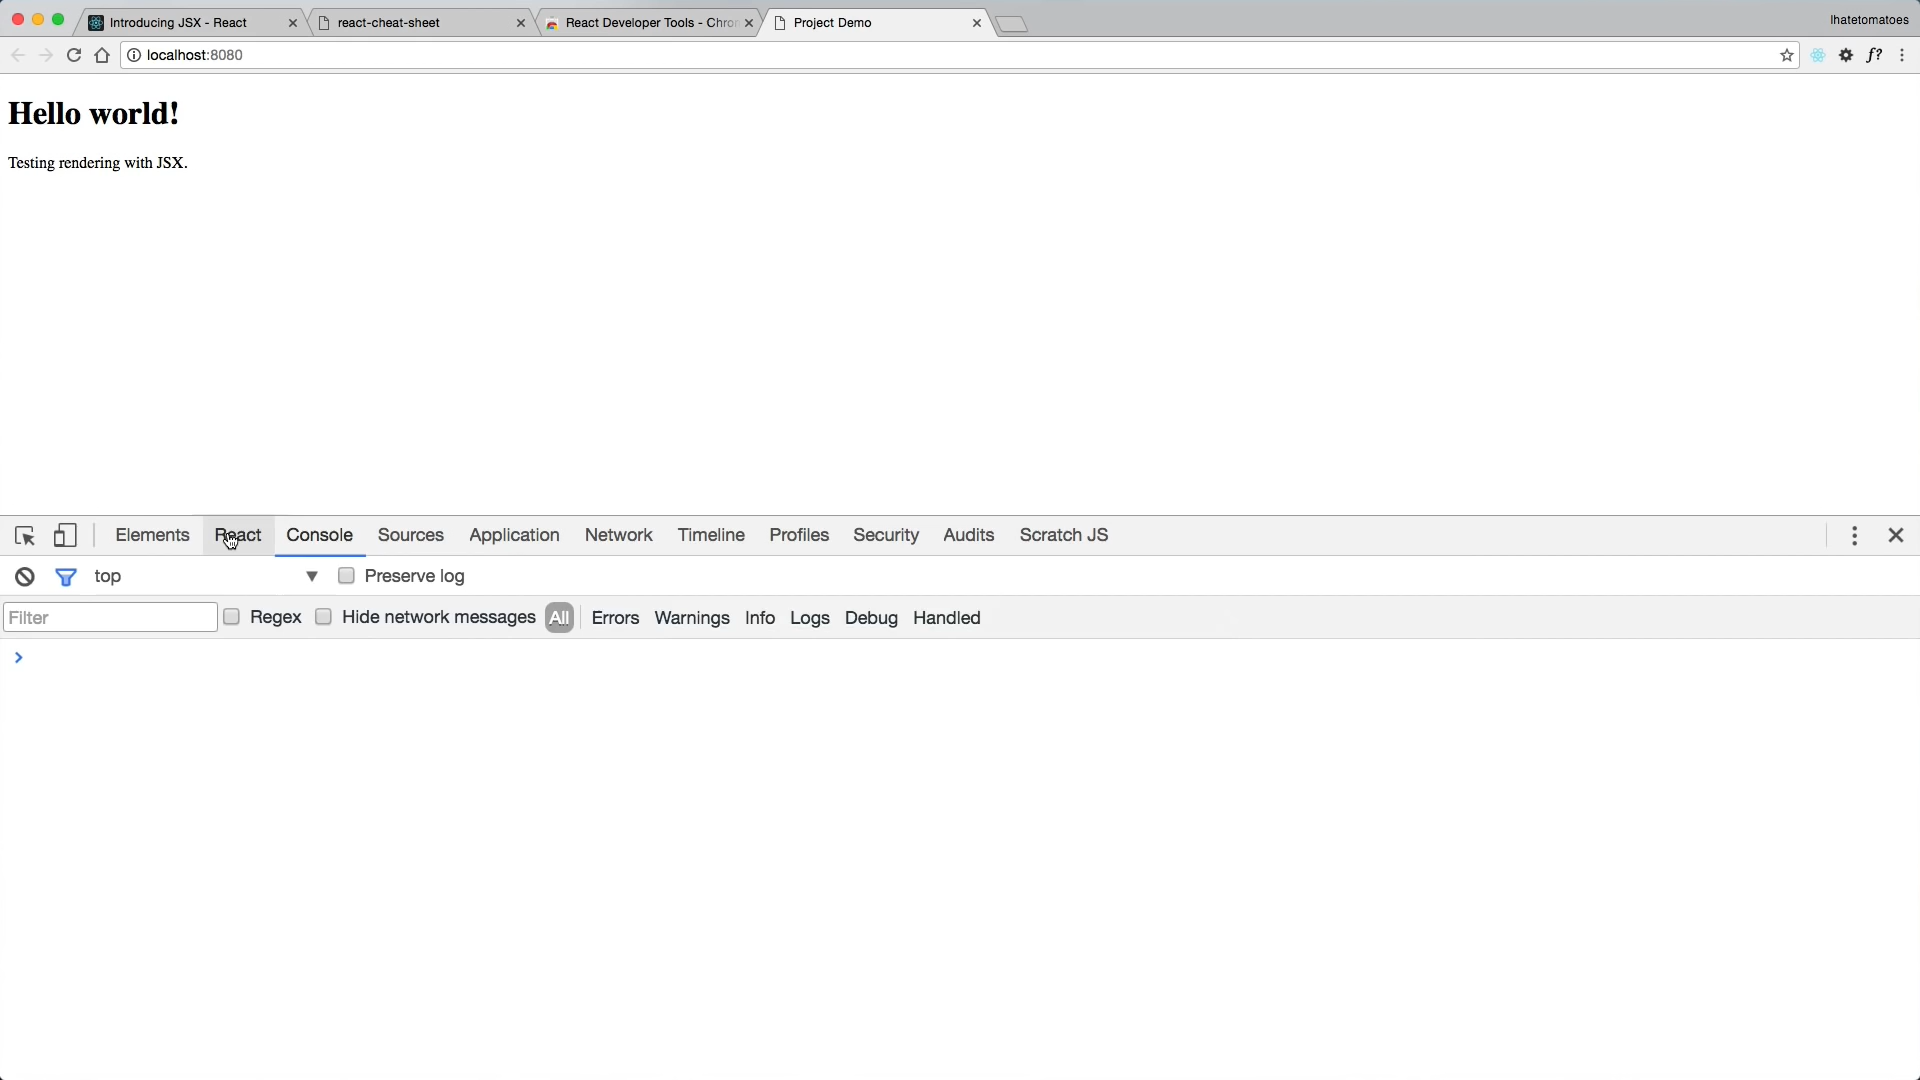 Introducing JSX - React
react-cheat-sheet
React Developer Tools - Chro
Project Demo
Ihatetomatoes
localhost:8080
f?
Hello world!
Testing rendering with JSX.
Elements React Console Sources Application Network Timeline Profiles Security Audits Scratch JS
top ▼ Preserve log
Filter Regex Hide network messages All Errors Warnings Info Logs Debug Handled
>